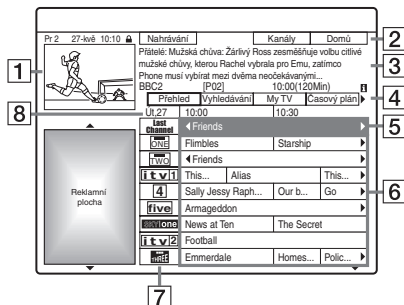 Pr 2 27-kvě 10:10 Nahrávání Kanály Domů
Přátelé: Mužská chůva: Žárlivý Ross zesměšňuje volbu citlivé
mužské chůvy, kterou Rachel vybrala pro Emu, zatímco
Phone musí vybírat mezi dvěma neočekávanými...
BBC2 [P02] 10:00(120Min) i
Přehled Vyhledávání My TV Časový plán
Út,27 10:00 10:30
Last Channel Friends
ONE Flimbles Starship
TWO Friends
itv1 This... Alias This...
4 Sally Jessy Raph... Our b... Go
five Armageddon
SKY one News at Ten The Secret
itv2 Football
THREE Emmerdale Homes... Polic...
Reklamní
plocha
1
2
3
4
5
6
7
8